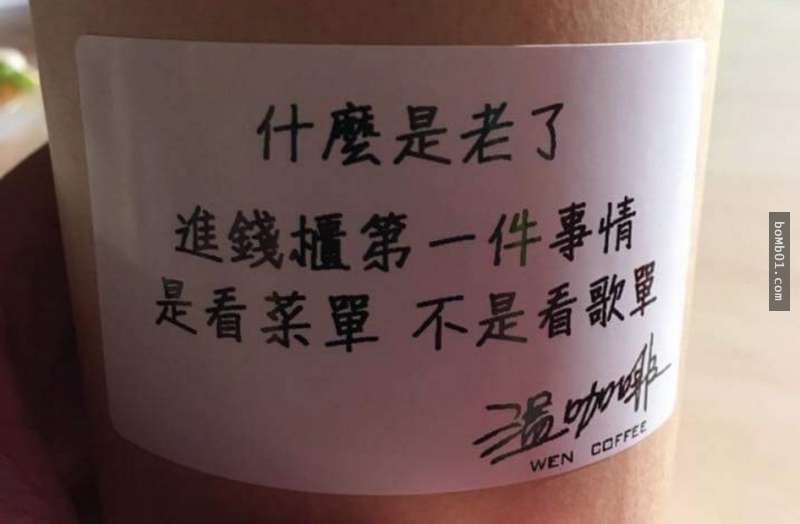 什麼是老了
進錢櫃第一件事情
是看菜單 不是看歌單
溫咖啡
WEN COFFEE
boMb01.com